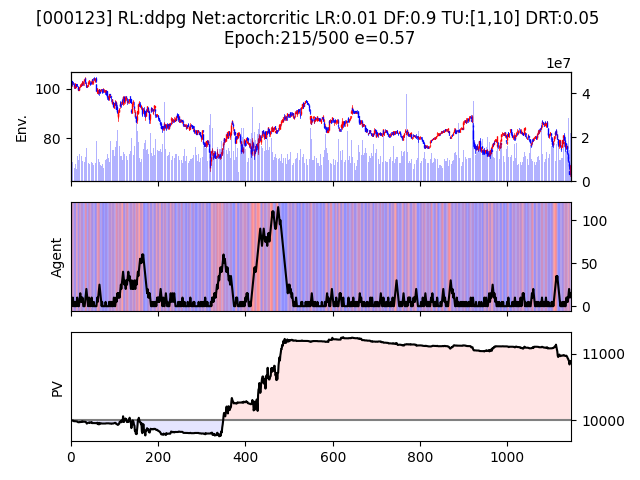 [000123] RL:ddpg Net:actorcritic LR:0.01 DF:0.9 TU:[1,10] DRT:0.05
Epoch:215/500 e=0.57
1e7
Env.
100
80
4
2
0
Agent
100
50
0
PV
11000
10000
0 200 400 600 800 1000